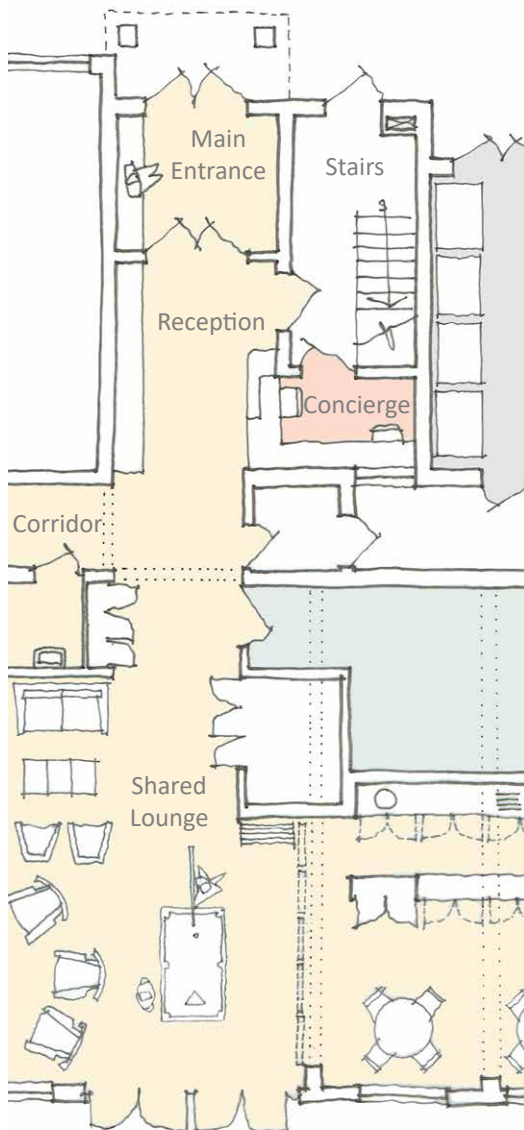 Main
Entrance
Stairs
Reception
Concierge
Corridor
Shared
Lounge